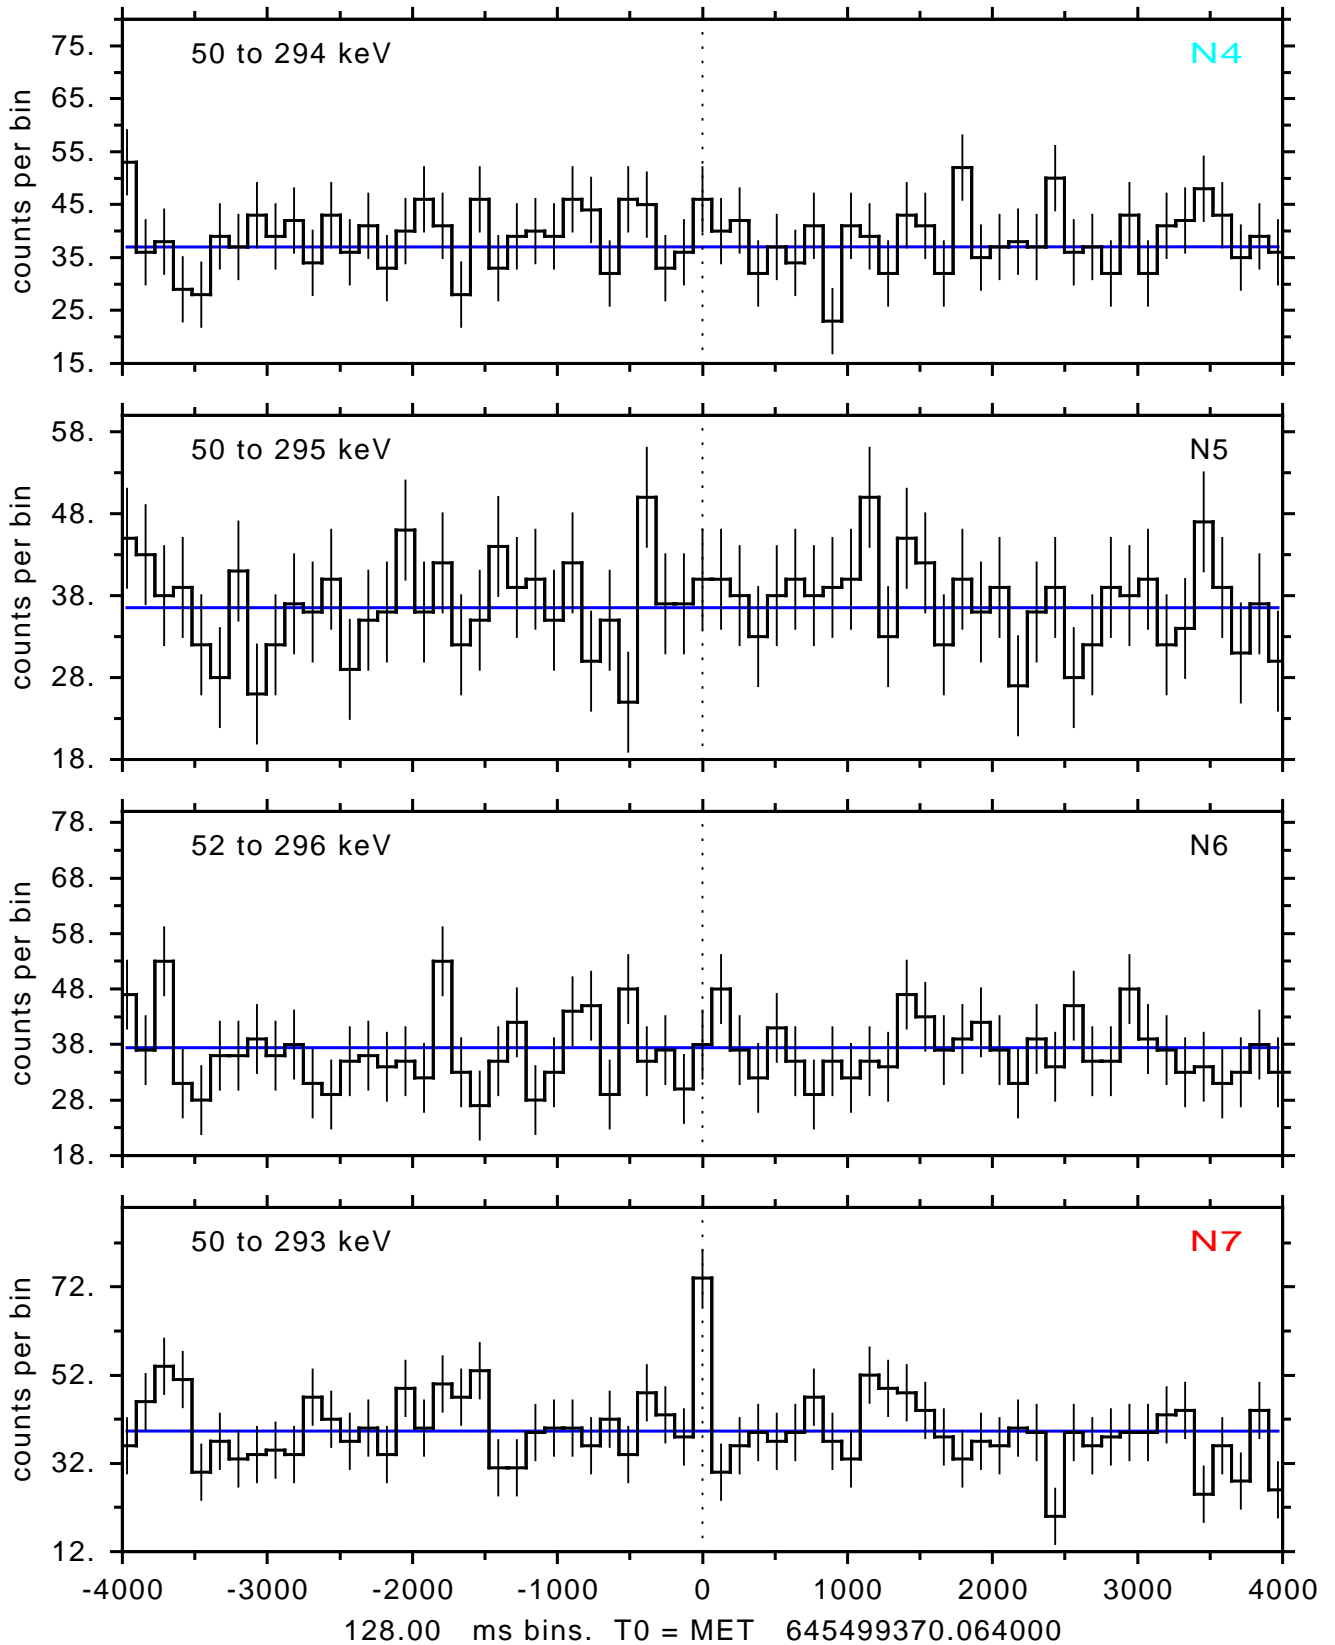 50 to 294 keV N4
counts per bin
75.
65.
55.
45.
35.
25.
15.
50 to 295 keV N5
counts per bin
58.
48.
38.
28.
18.
52 to 296 keV N6
counts per bin
78.
68.
58.
48.
38.
28.
18.
50 to 293 keV N7
counts per bin
72.
52.
32.
12.
-4000 -3000 -2000 -1000 0 1000 2000 3000 4000
128.00 ms bins. T0 = MET 645499370.064000